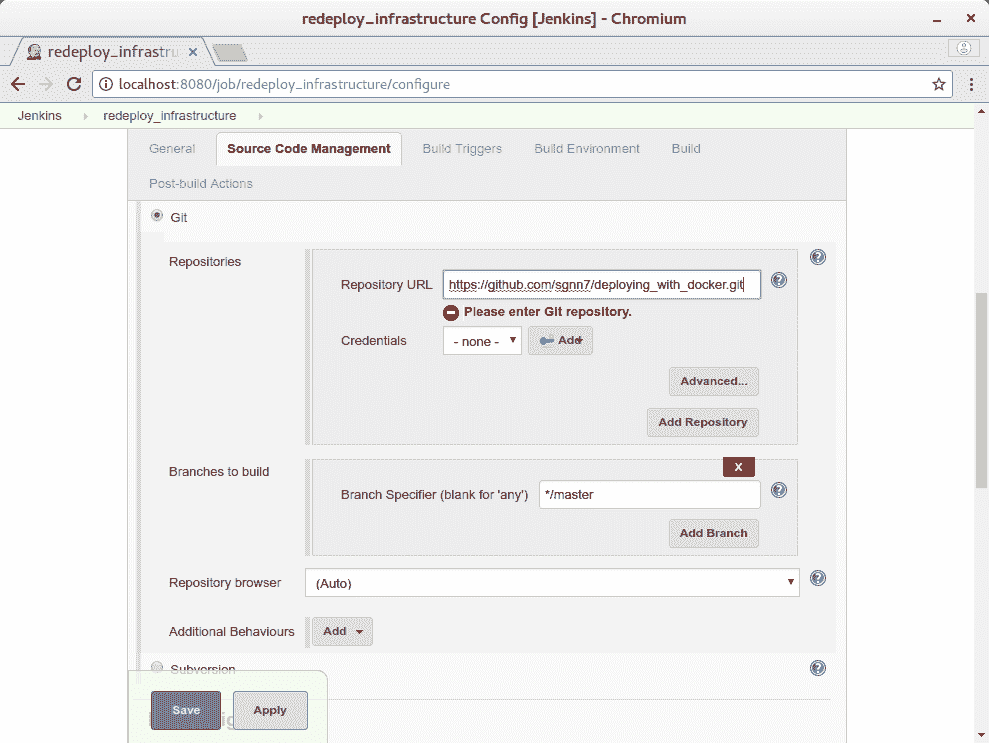 redeploy_infrastructure Config [Jenkins] - Chromium
redeploy_infrastru
localhost:8080/job/redeploy_infrastructure/configure
Jenkins redeploy_infrastructure
General Source Code Management Build Triggers Build Environment Build
Post-build Actions
Git
Repositories
Repository URL https://github.com/sgnn7/deploying_with_docker.git
Please enter Git repository.
Credentials - none - Add
Advanced...
Add Repository
Branches to build
X
Branch Specifier (blank for 'any') */master
Add Branch
Repository browser (Auto)
Additional Behaviours Add
Subversion
Save Apply